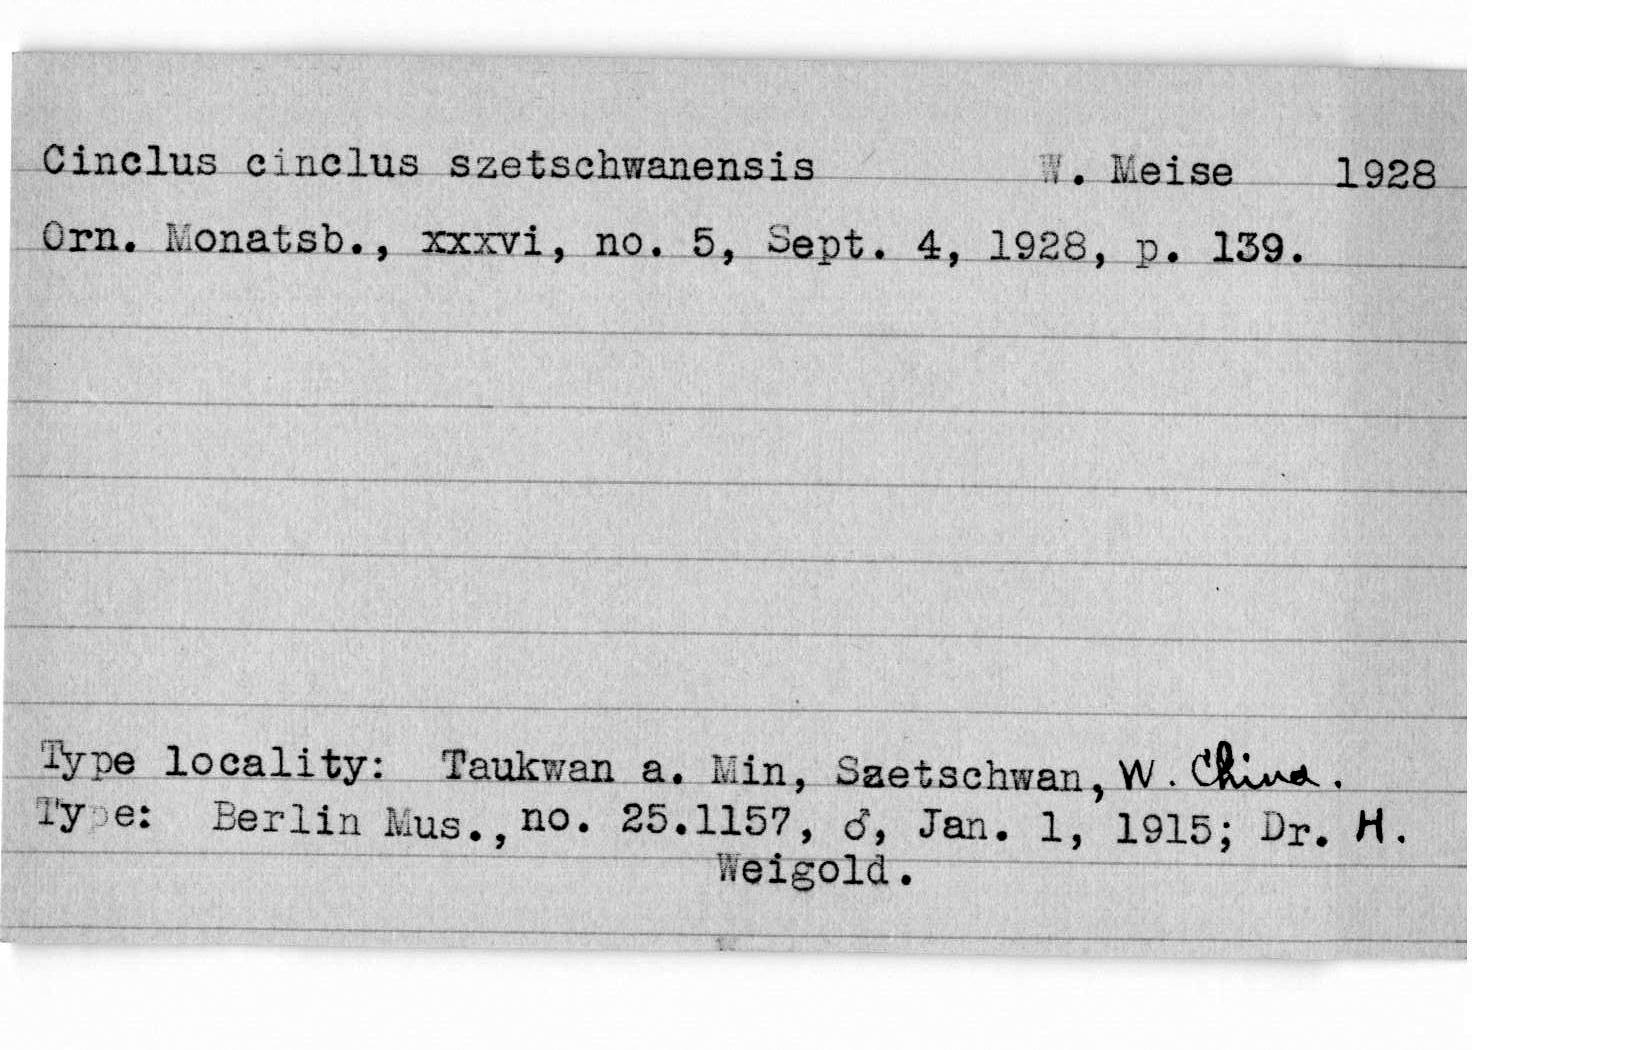 Cinclus cinclus szetschwanensis W. Meise 1928
Orn. Monatsb., xxxvi, no. 5, Sept. 4, 1928, p. 139.
Type locality: Taukwan a. Min, Szetschwan, W. China.
Type: Berlin Mus., no. 25.1157, ♂, Jan. 1, 1915; Dr. H.
Weigold.